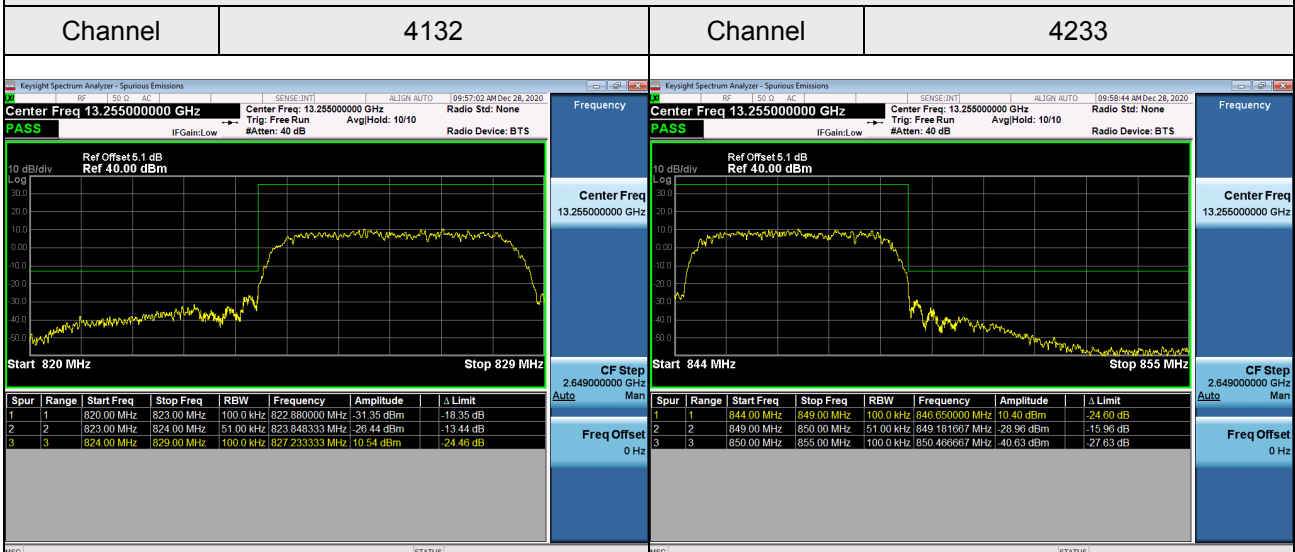 Channel 4132 Channel 4233
Keysight Spectrum Analyzer - Spurious Emissions
RF 50 Ω AC SENSE:INT ALIGN AUTO 09:57:02 AM Dec 28, 2020
Center Freq 13.255000000 GHz
Center Freq: 13.255000000 GHz Radio Std: None
Trig: Free Run Avg|Hold: 10/10
PASS IFGain:Low #Atten: 40 dB Radio Device: BTS
Ref Offset 5.1 dB
10 dB/div Ref 40.00 dBm
Log
30.0
20.0
10.0
0.00
-10.0
-20.0
-30.0
-40.0
-50.0
Start 820 MHz Stop 829 MHz
Spur Range Start Freq Stop Freq RBW Frequency Amplitude Δ Limit
1 1 820.00 MHz 823.00 MHz 100.0 kHz 822.880000 MHz -31.35 dBm -18.35 dB
2 2 823.00 MHz 824.00 MHz 51.00 kHz 823.848333 MHz -26.44 dBm -13.44 dB
3 3 824.00 MHz 829.00 MHz 100.0 kHz 827.233333 MHz 10.54 dBm -24.46 dB
MSG STATUS
Frequency
Center Freq
13.255000000 GHz
CF Step
2.649000000 GHz
Auto Man
Freq Offset
0 Hz
Keysight Spectrum Analyzer - Spurious Emissions
RF 50 Ω AC SENSE:INT ALIGN AUTO 09:58:44 AM Dec 28, 2020
Center Freq 13.255000000 GHz
Center Freq: 13.255000000 GHz Radio Std: None
Trig: Free Run Avg|Hold: 10/10
PASS IFGain:Low #Atten: 40 dB Radio Device: BTS
Ref Offset 5.1 dB
10 dB/div Ref 40.00 dBm
Log
30.0
20.0
10.0
0.00
-10.0
-20.0
-30.0
-40.0
-50.0
Start 844 MHz Stop 855 MHz
Spur Range Start Freq Stop Freq RBW Frequency Amplitude Δ Limit
1 1 844.00 MHz 849.00 MHz 100.0 kHz 846.650000 MHz 10.40 dBm -24.60 dB
2 2 849.00 MHz 850.00 MHz 51.00 kHz 849.181667 MHz -28.96 dBm -15.96 dB
3 3 850.00 MHz 855.00 MHz 100.0 kHz 850.466667 MHz -40.63 dBm -27.63 dB
MSG STATUS
Frequency
Center Freq
13.255000000 GHz
CF Step
2.649000000 GHz
Auto Man
Freq Offset
0 Hz